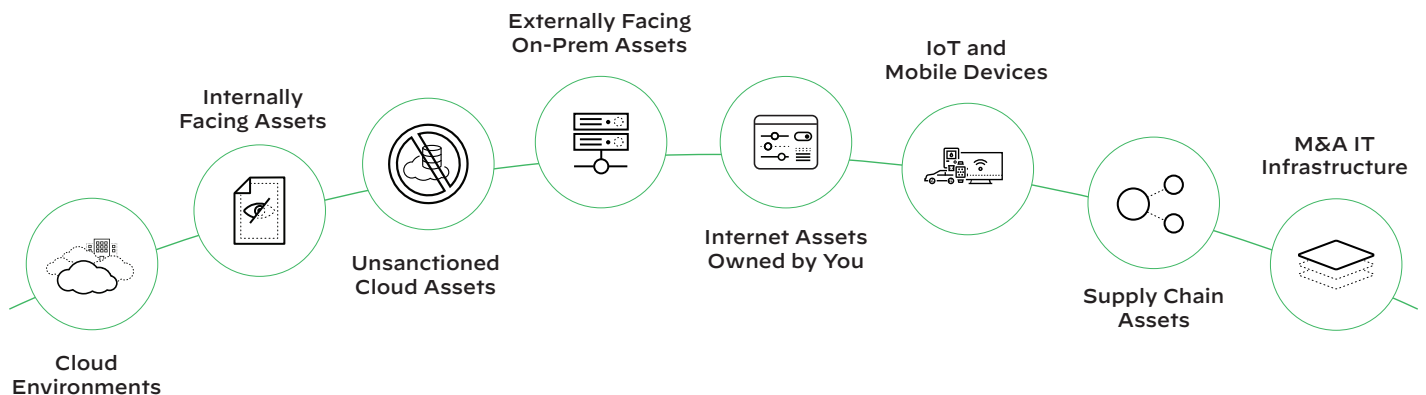 Cloud
Environments
Internally
Facing Assets
Unsanctioned
Cloud Assets
Externally Facing
On-Prem Assets
Internet Assets
Owned by You
IoT and
Mobile Devices
Supply Chain
Assets
M&A IT
Infrastructure